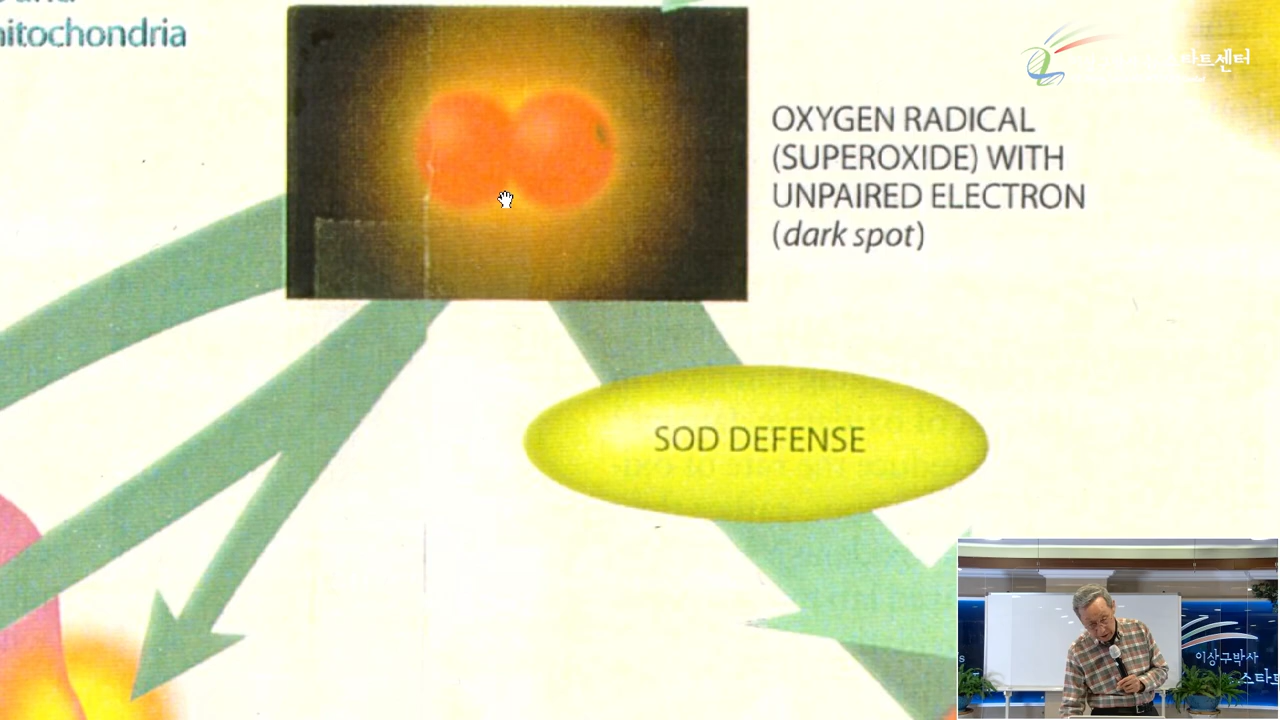 mitochondria
타트센터
OXYGEN RADICAL
(SUPEROXIDE) WITH
UNPAIRED ELECTRON
(dark spot)
SOD DEFENSE
이상구박사
스타트